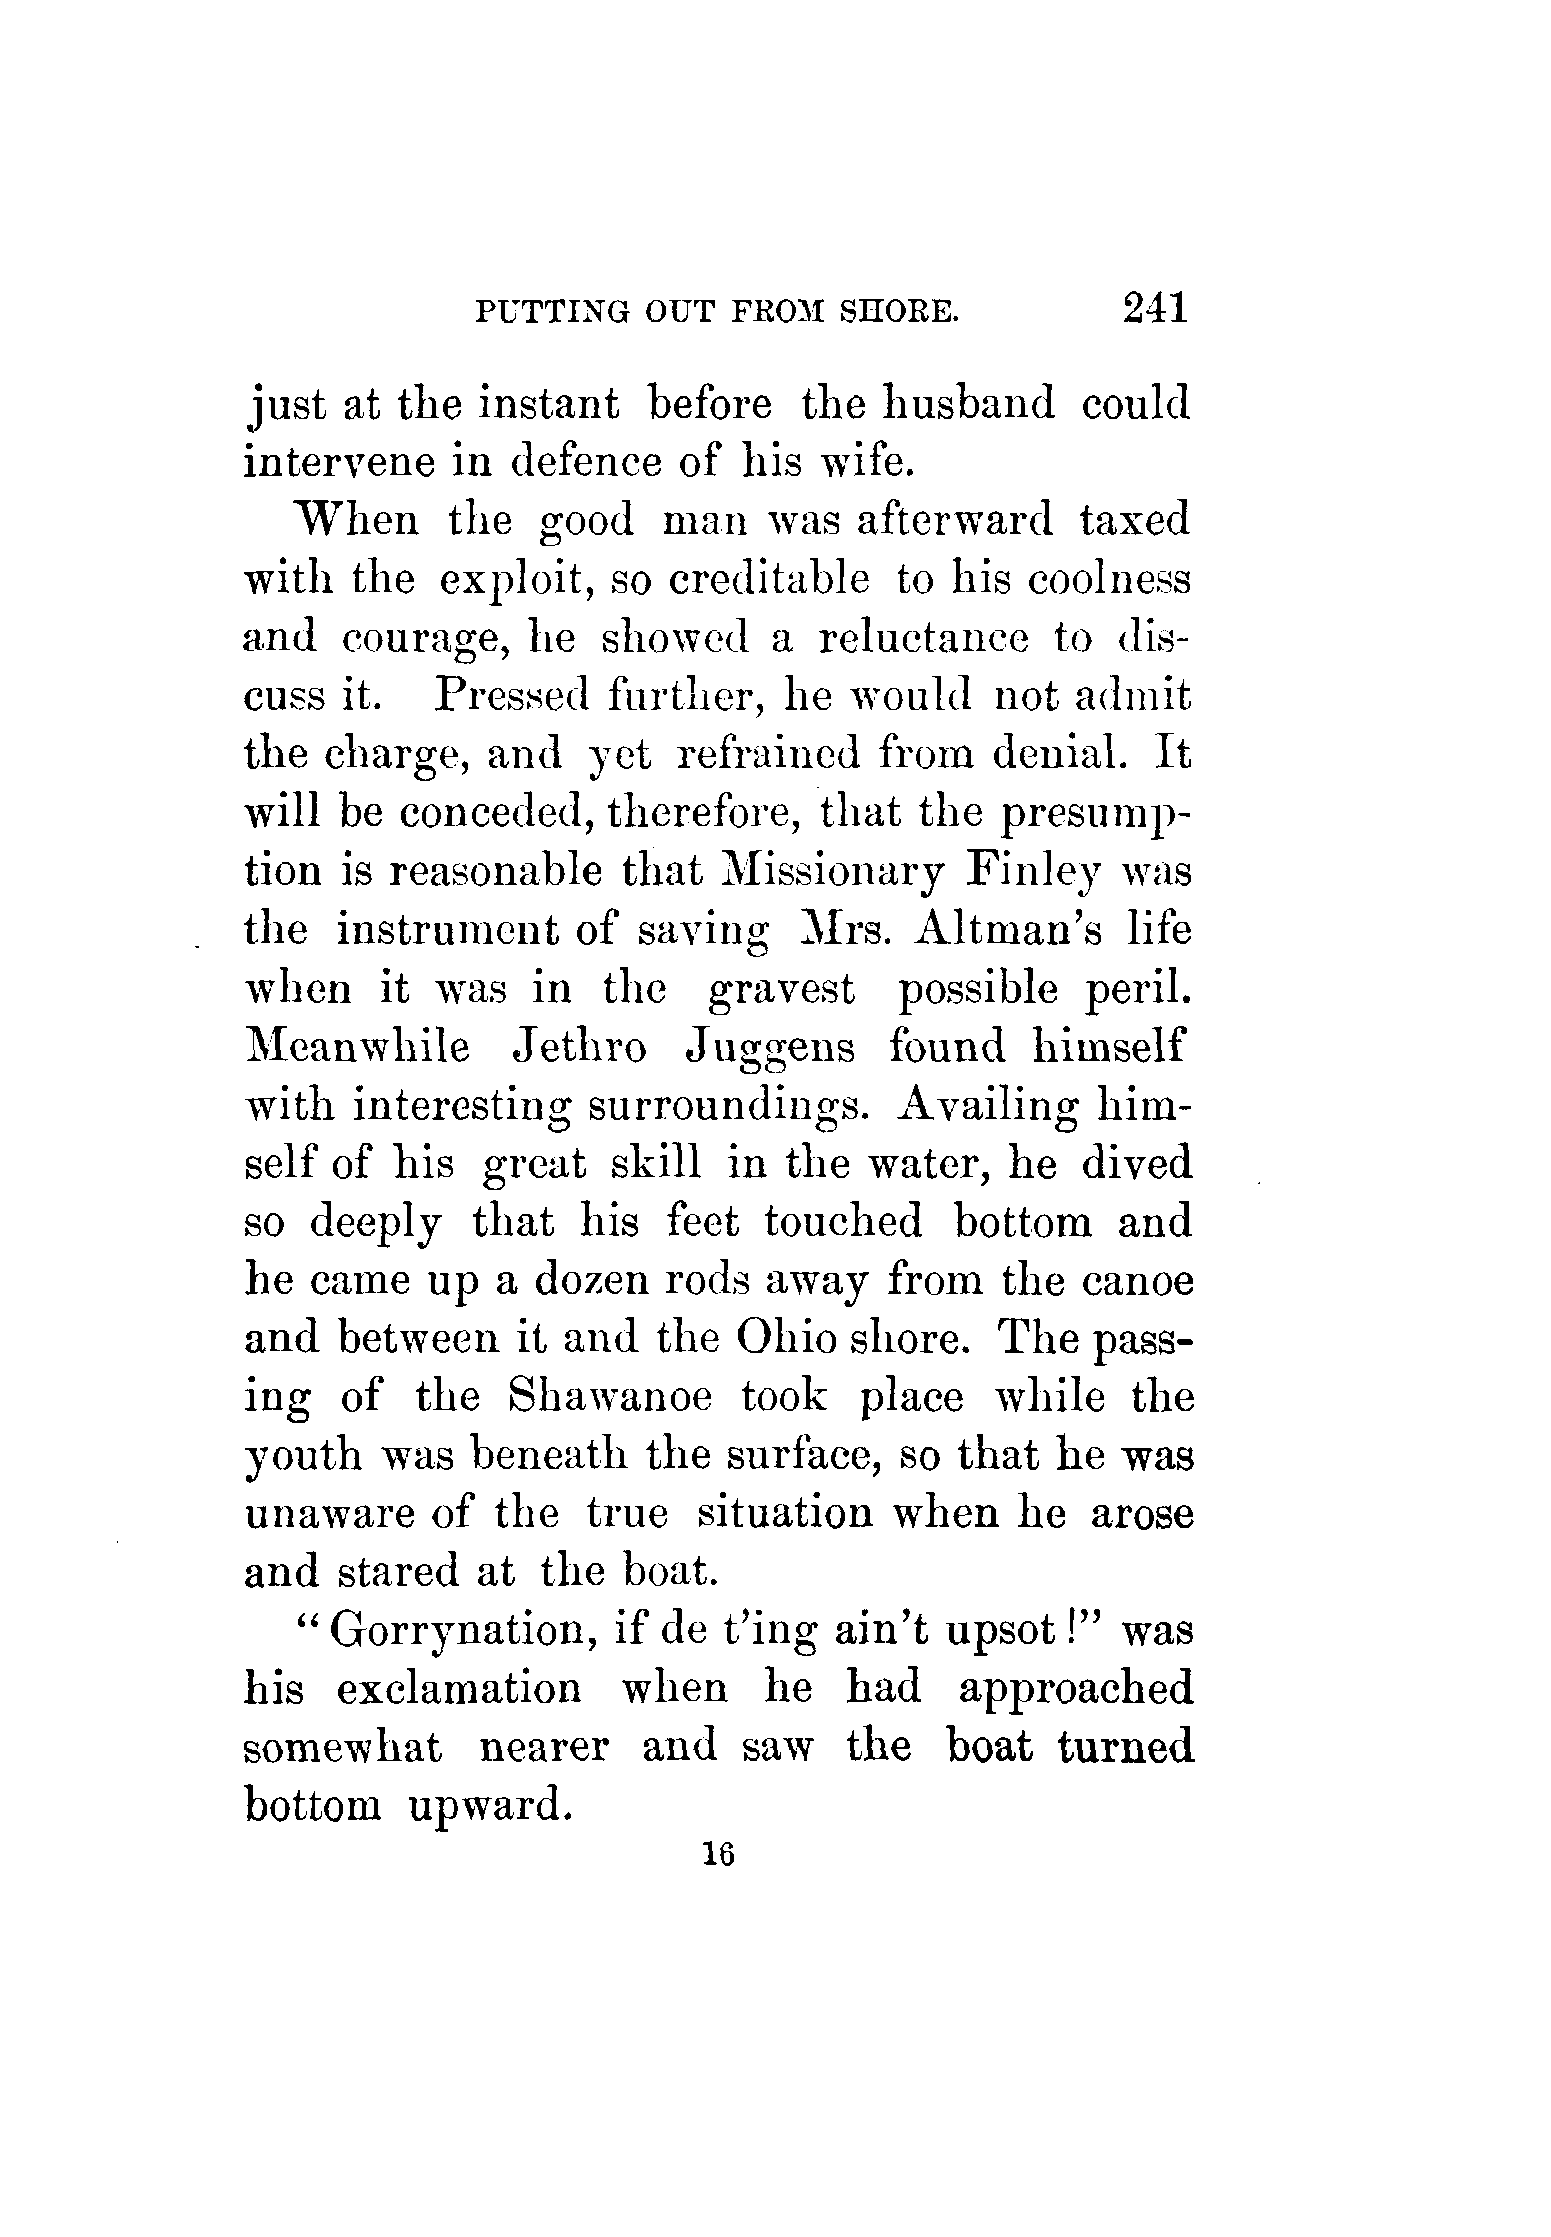 PUTTING OUT FROM SHORE. 241
just at the instant before the husband could
intervene in defence of his wife.
When the good man was afterward taxed
with the exploit, so creditable to his coolness
and courage, he showed a reluctance to dis-
cuss it. Pressed further, he would not admit
the charge, and yet refrained from denial. It
will be conceded, therefore, that the presump-
tion is reasonable that Missionary Finley was
the instrument of saving Mrs. Altman's life
when it was in the gravest possible peril.
Meanwhile Jethro Juggens found himself
with interesting surroundings. Availing him-
self of his great skill in the water, he dived
so deeply that his feet touched bottom and
he came up a dozen rods away from the canoe
and between it and the Ohio shore. The pass-
ing of the Shawanoe took place while the
youth was beneath the surface, so that he was
unaware of the true situation when he arose
and stared at the boat.
“Gorrynation, if de t'ing ain't upsot!” was
his exclamation when he had approached
somewhat nearer and saw the boat turned
bottom upward.
16